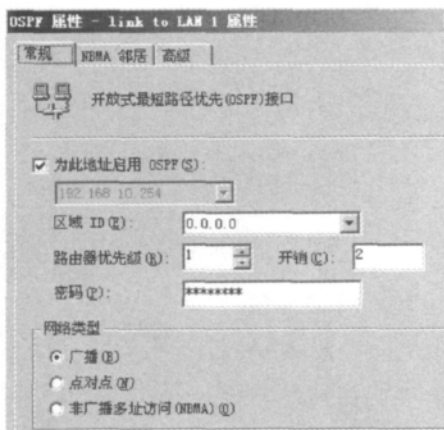 OSPF 属性 - link to LAN 1 属性
常规 NBMA 邻居 高级
开放式最短路径优先(OSPF)接口
为此地址启用 OSPF(S):
192.168.10.254
区域 ID(E): 0.0.0.0
路由器优先级(R): 1 开销(C): 2
密码(P): ********
网络类型
广播(B)
点对点(N)
非广播多址访问(NBMA)(Q)